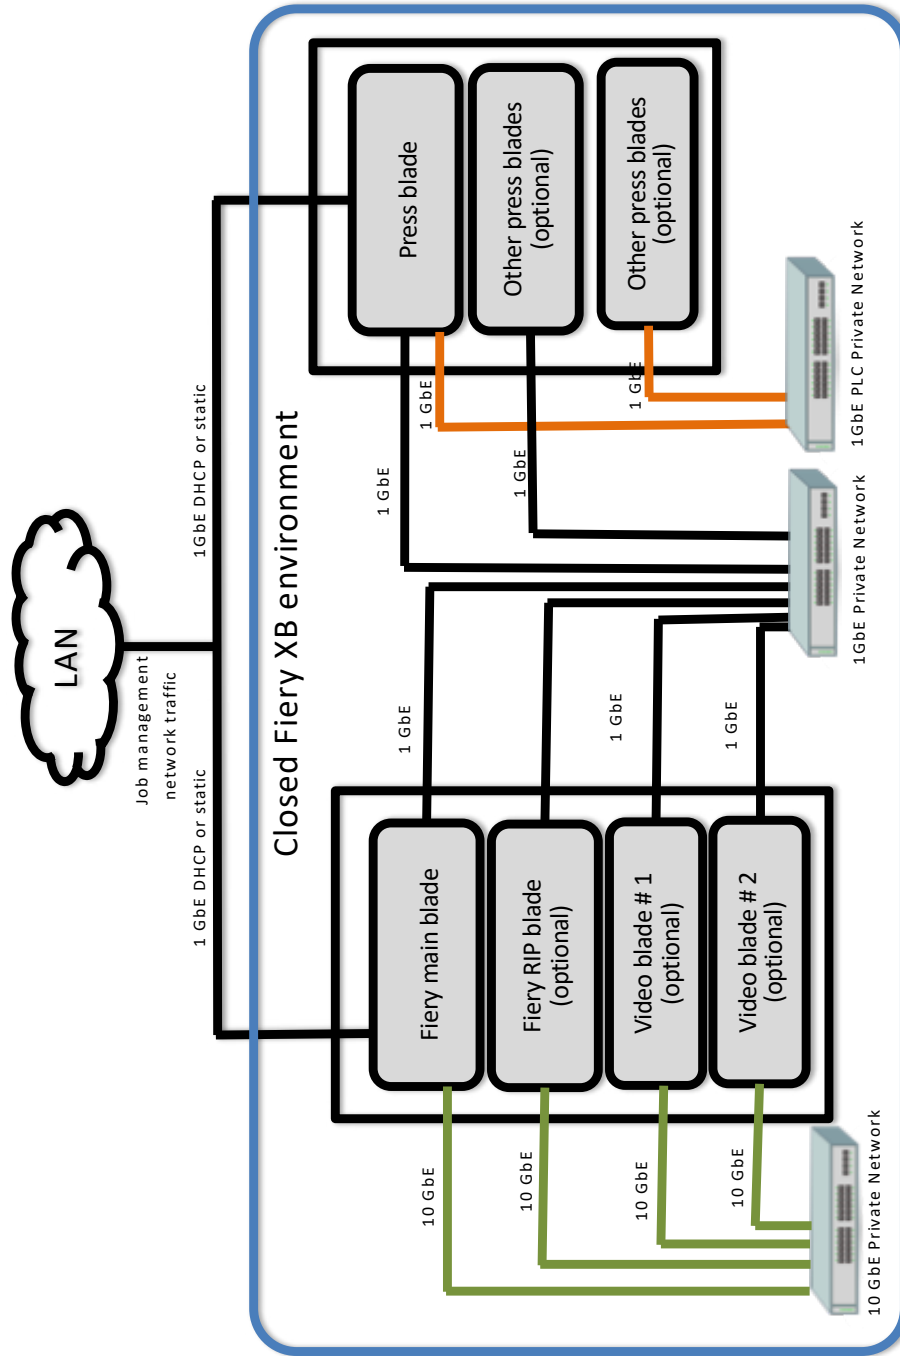 LAN
Job management
network traffic
1 GbE DHCP or static
1GbE DHCP or static
Closed Fiery XB environment
Fiery main blade
Fiery RIP blade
(optional)
Video blade # 1
(optional)
Video blade # 2
(optional)
Press blade
Other press blades
(optional)
Other press blades
(optional)
10 GbE
10 GbE
10 GbE
10 GbE
1 GbE
1 GbE
1 GbE
1 GbE
1 GbE
1 GbE
1 GbE
10 GbE Private Network
1GbE Private Network
1GbE PLC Private Network